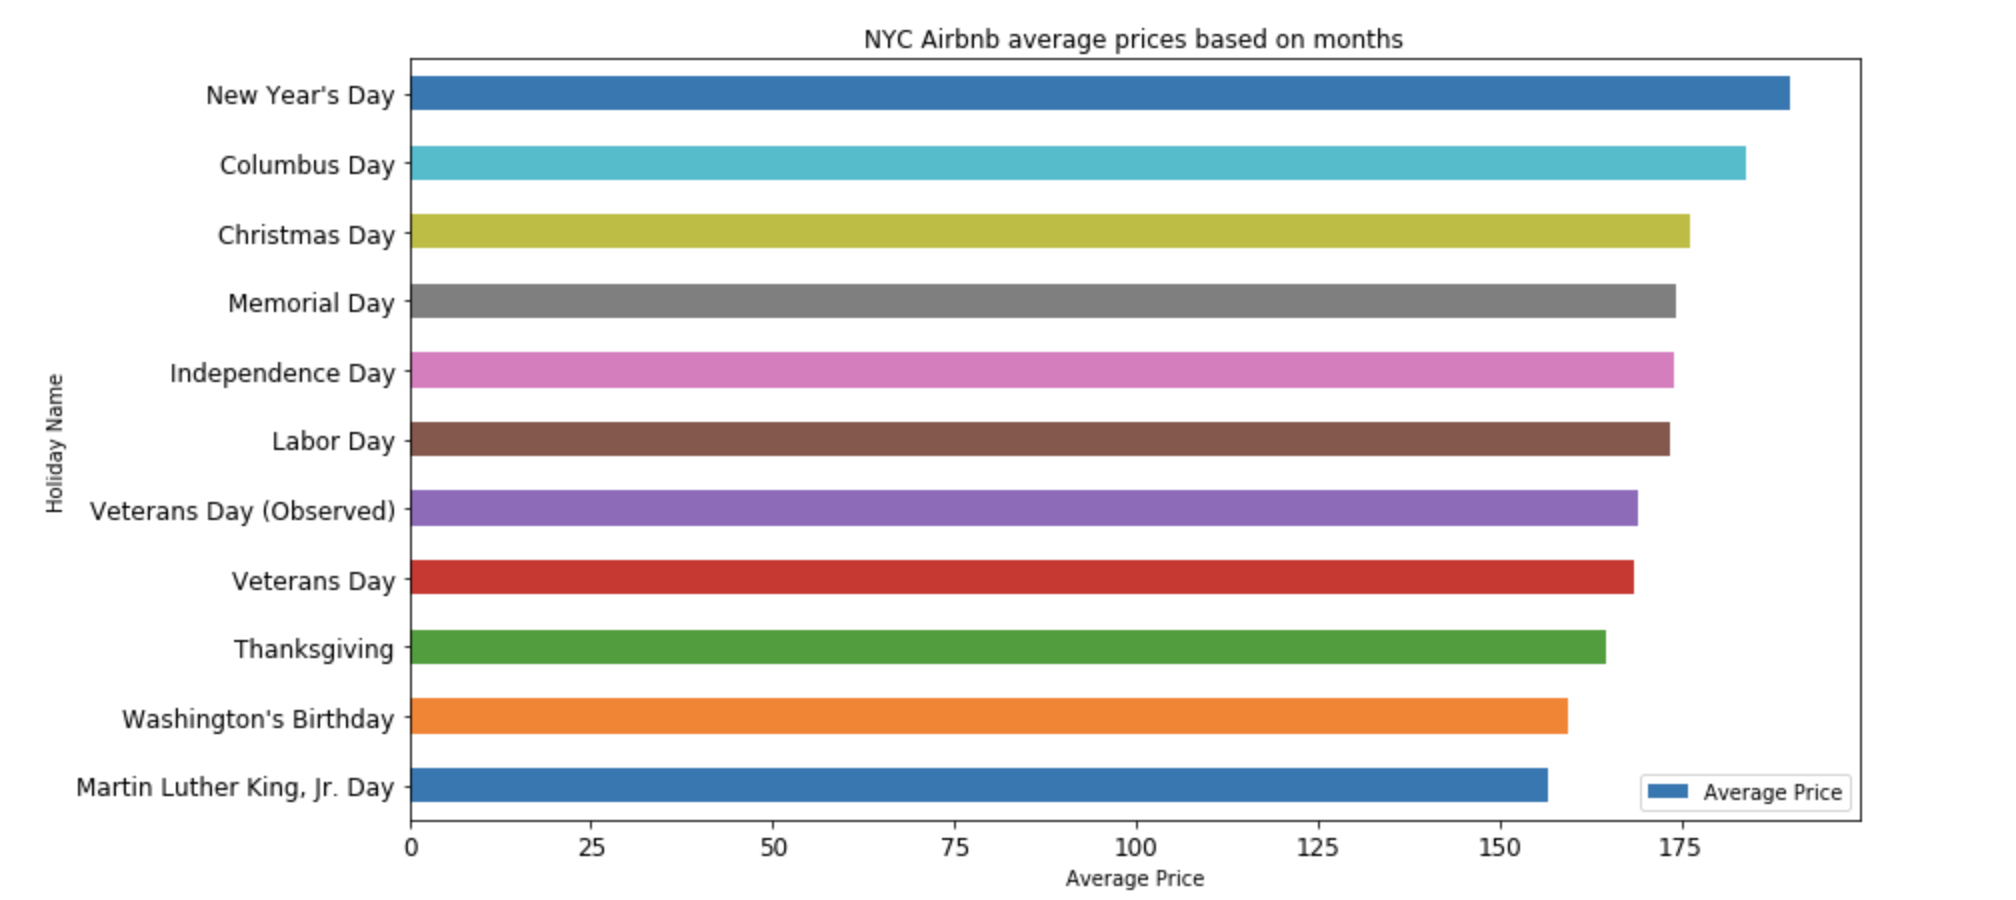 NYC Airbnb average prices based on months
Holiday Name
New Year's Day
Columbus Day
Christmas Day
Memorial Day
Independence Day
Labor Day
Veterans Day (Observed)
Veterans Day
Thanksgiving
Washington's Birthday
Martin Luther King, Jr. Day
Average Price
0 25 50 75 100 125 150 175
Average Price